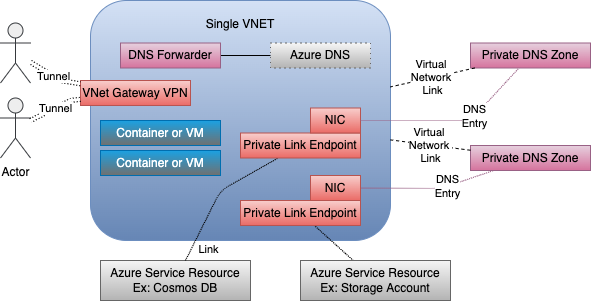 Single VNET
DNS Forwarder
Azure DNS
Private DNS Zone
Virtual
Network
Link
Tunnel
VNet Gateway VPN
Tunnel
DNS
Entry
NIC
Container or VM
Virtual
Network
Link
Private Link Endpoint
Private DNS Zone
Container or VM
Actor
NIC
DNS
Entry
Private Link Endpoint
Link
Azure Service Resource
Ex: Cosmos DB
Azure Service Resource
Ex: Storage Account